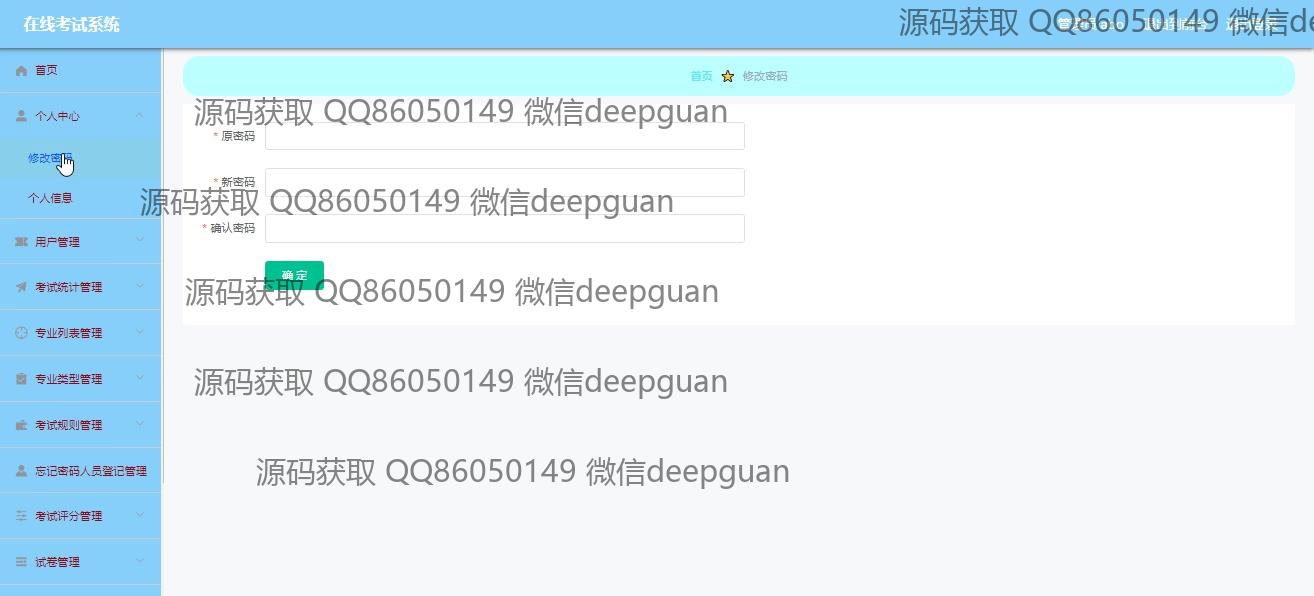 在线考试系统
源码获取 QQ86050149 微信de
首页
个人中心
修改密码
个人信息
用户管理
考试统计管理
专业列表管理
专业类型管理
考试规则管理
忘记密码人员登记管理
考试评分管理
试卷管理
首页 修改密码
源码获取 QQ86050149 微信deepguan
* 原密码
* 新密码
源码获取 QQ86050149 微信deepguan
* 确认密码
确定
源码获取 QQ86050149 微信deepguan
源码获取 QQ86050149 微信deepguan
源码获取 QQ86050149 微信deepguan